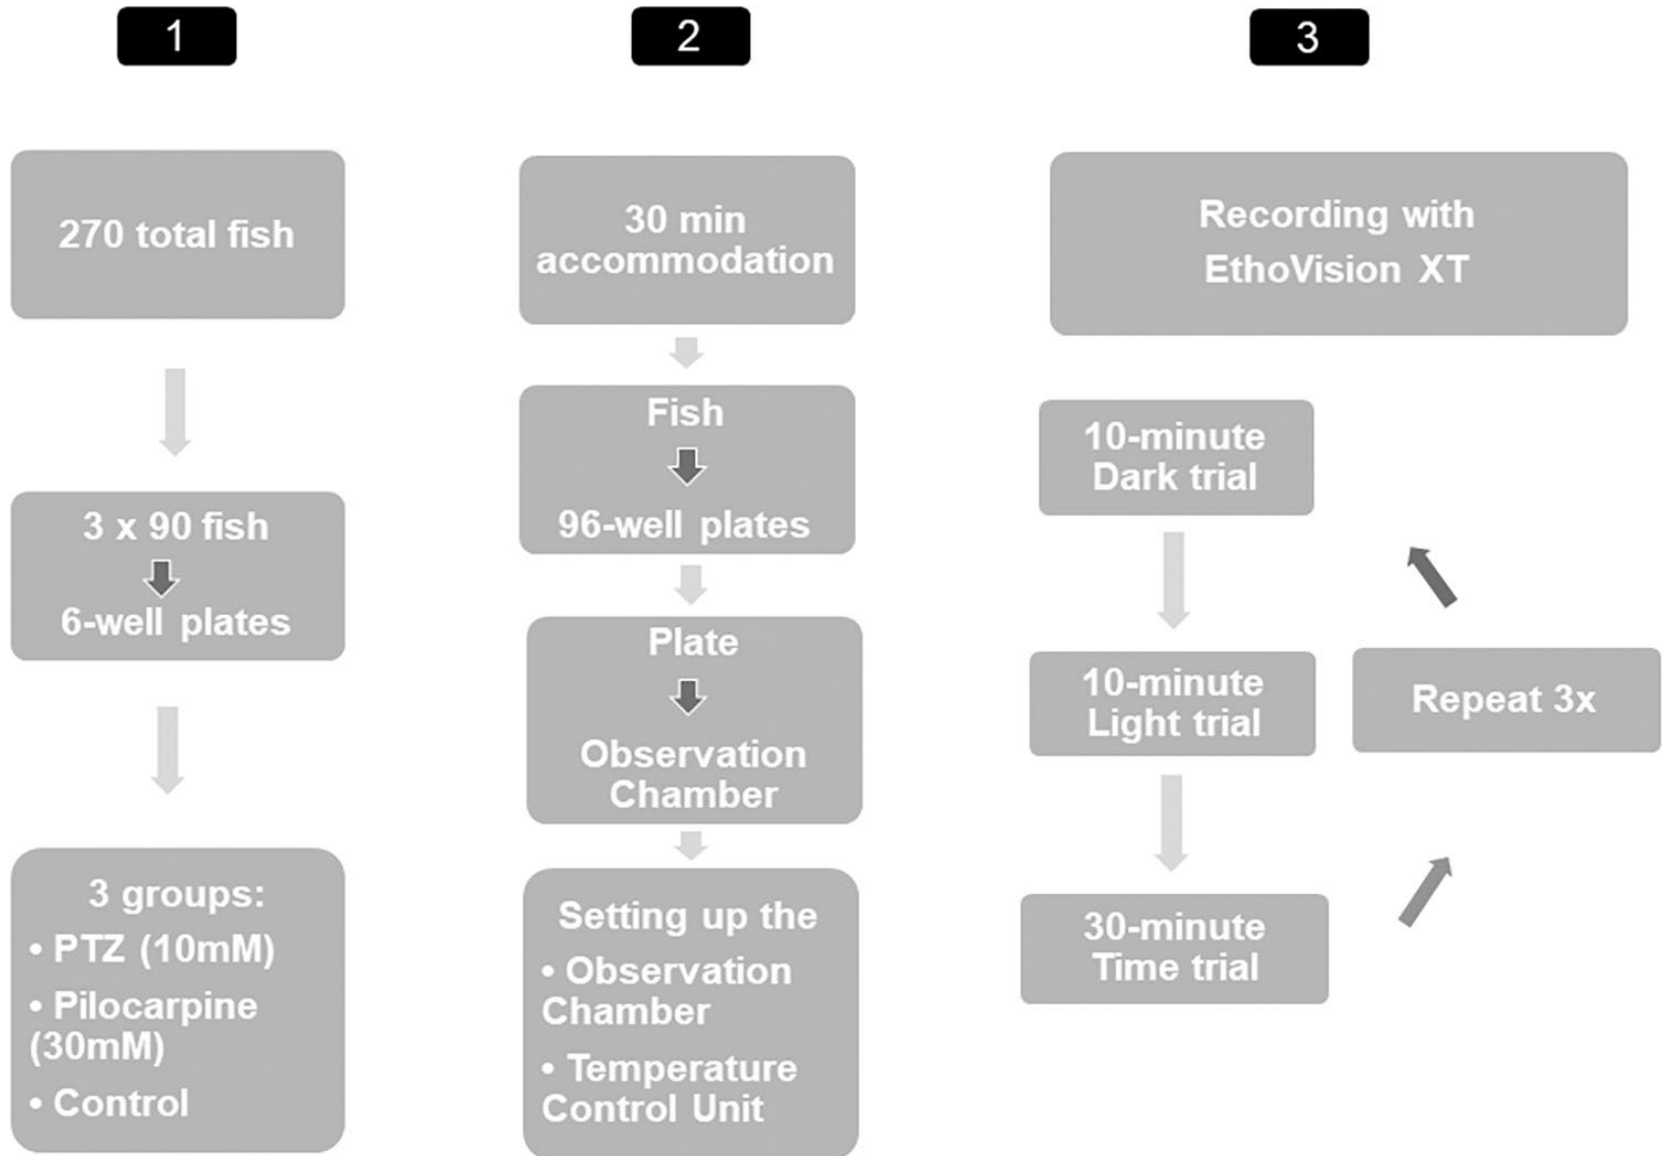 1
270 total fish
3 x 90 fish
6-well plates
3 groups:
• PTZ (10mM)
• Pilocarpine
(30mM)
• Control
2
30 min
accommodation
Fish
96-well plates
Plate
Observation
Chamber
Setting up the
• Observation
Chamber
• Temperature
Control Unit
3
Recording with
EthoVision XT
10-minute
Dark trial
10-minute
Light trial
Repeat 3x
30-minute
Time trial